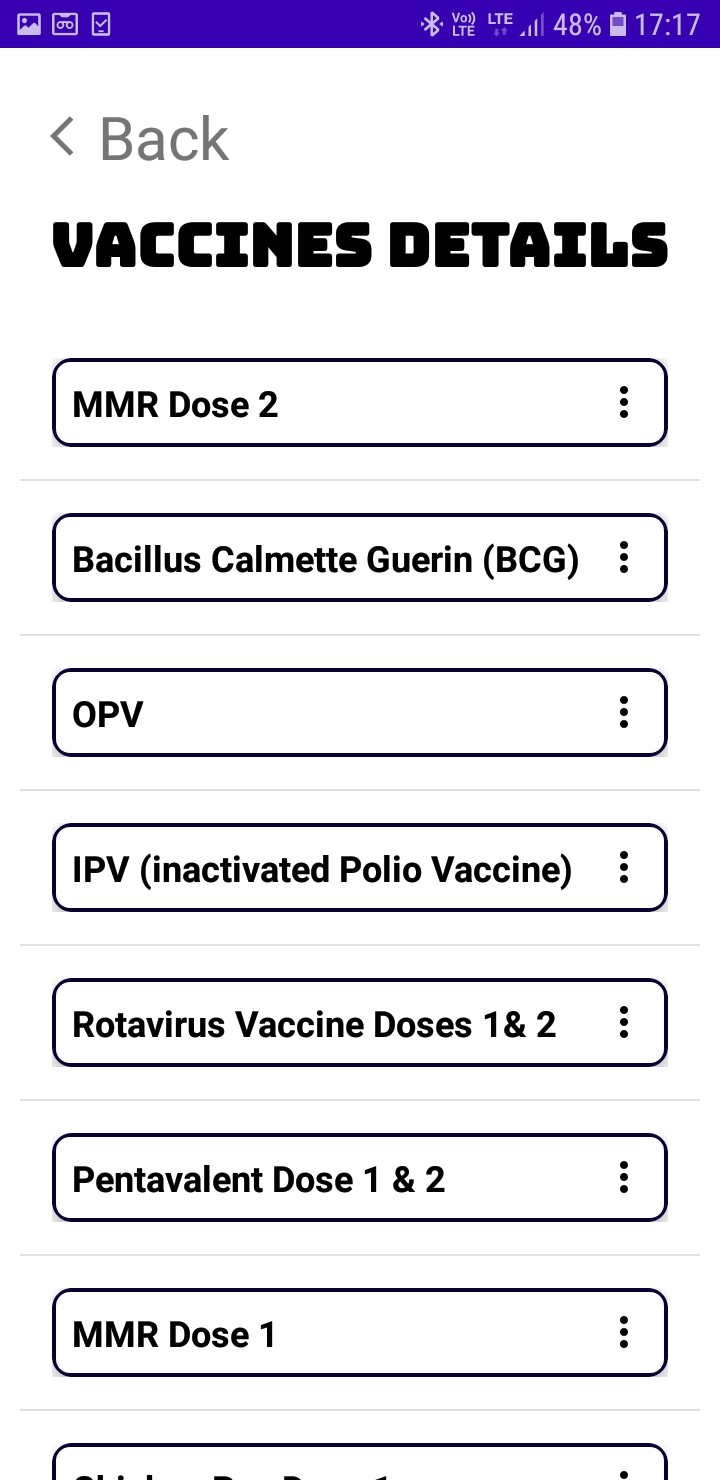 Vo)) LTE LTE 48% 17:17
Back
VACCINES DETAILS
MMR Dose 2
Bacillus Calmette Guerin (BCG)
OPV
IPV (inactivated Polio Vaccine)
Rotavirus Vaccine Doses 1& 2
Pentavalent Dose 1 & 2
MMR Dose 1